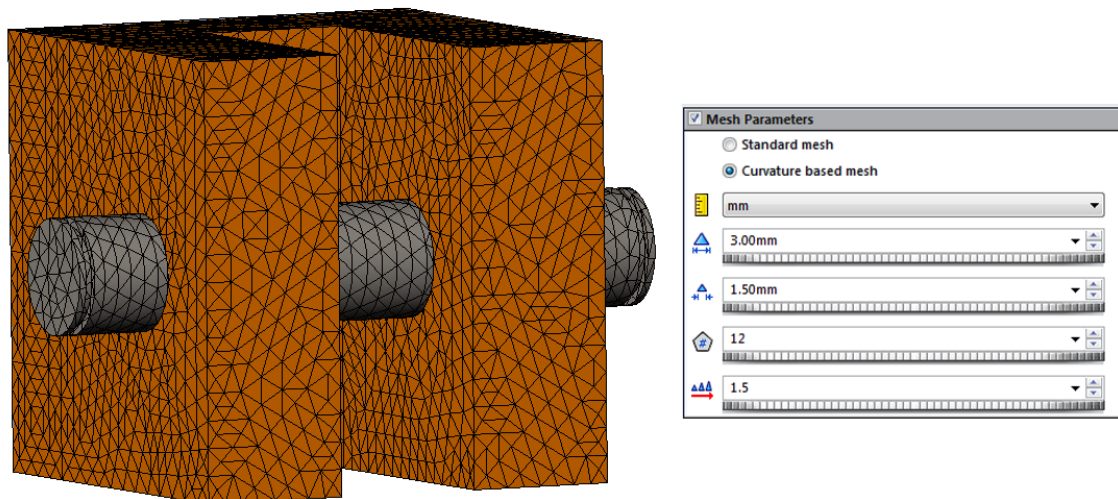 Mesh Parameters
Standard mesh
Curvature based mesh
mm
3.00mm
1.50mm
#
12
1.5